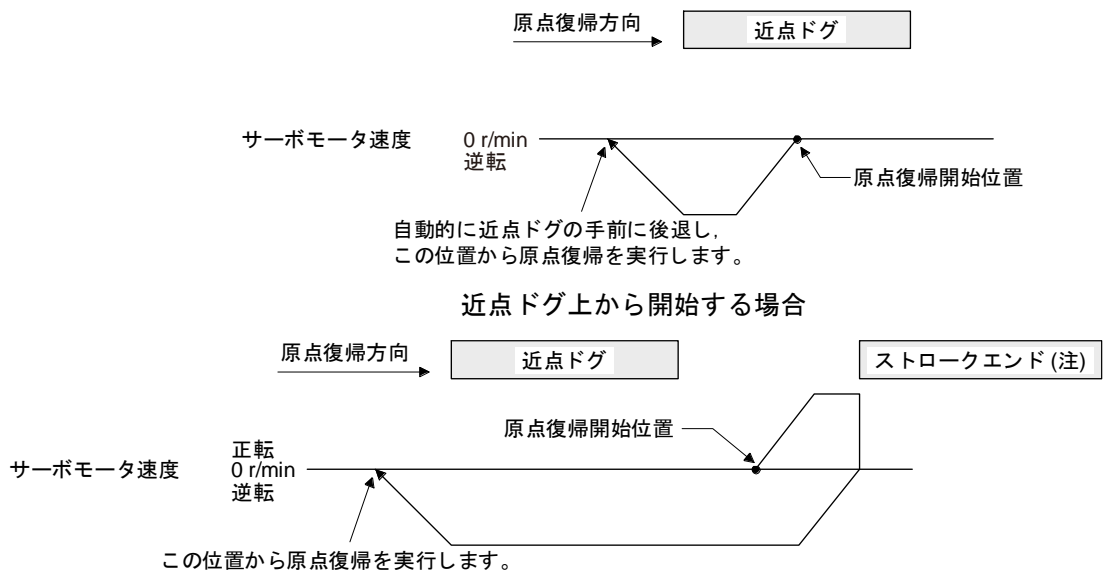 原点復帰方向
近点ドグ
サーボモータ速度
0 r/min
逆転
原点復帰開始位置
自動的に近点ドグの手前に後退し,
この位置から原点復帰を実行します。
近点ドグ上から開始する場合
原点復帰方向
近点ドグ
ストロークエンド (注)
原点復帰開始位置
サーボモータ速度
正転
0 r/min
逆転
この位置から原点復帰を実行します。